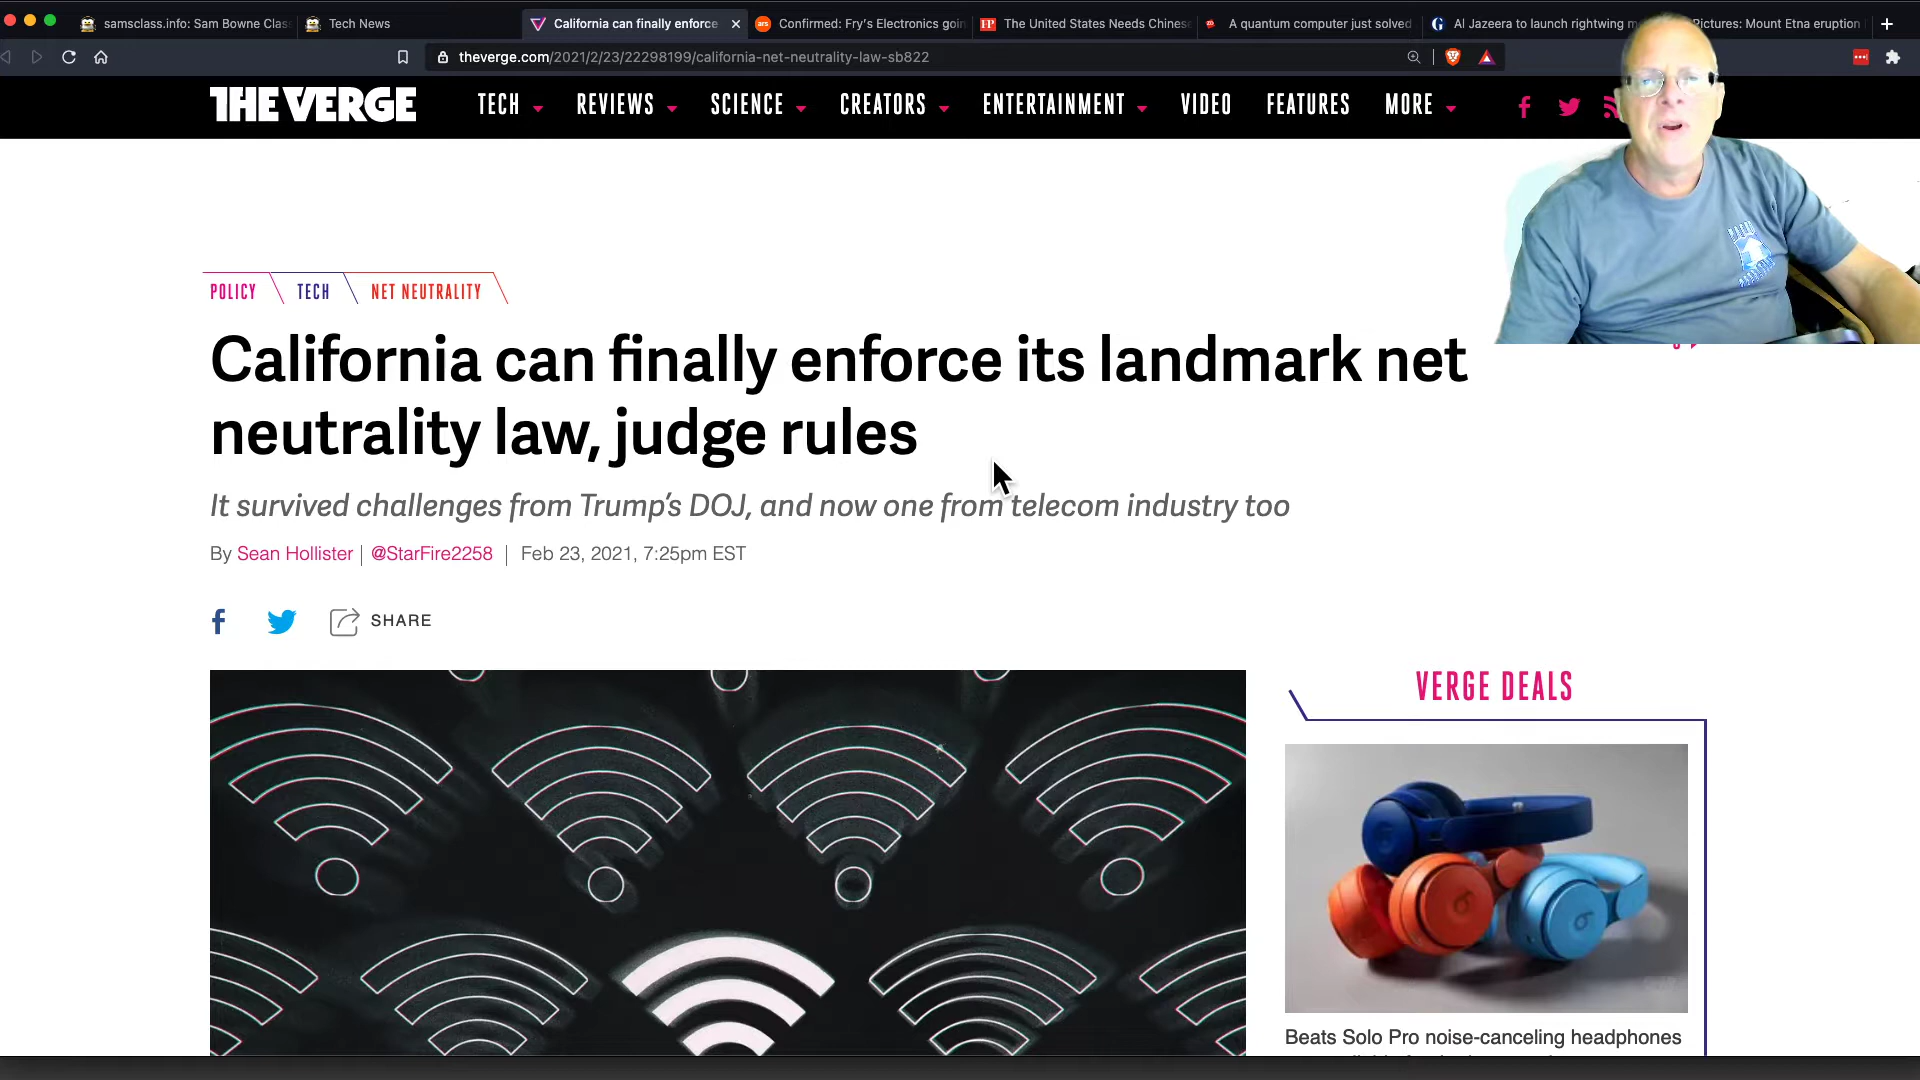 samsclass.info: Sam Bowne Clas
Tech News
California can finally enforce
Confirmed: Fry's Electronics goin
The United States Needs Chinese
A quantum computer just solved
Al Jazeera to launch rightwing m
Pictures: Mount Etna eruption
theverge.com/2021/2/23/22298199/california-net-neutrality-law-sb822
THE VERGE
TECH REVIEWS SCIENCE CREATORS ENTERTAINMENT VIDEO FEATURES MORE
POLICY TECH NET NEUTRALITY
California can finally enforce its landmark net
neutrality law, judge rules
It survived challenges from Trump's DOJ, and now one from telecom industry too
By Sean Hollister | @StarFire2258 | Feb 23, 2021, 7:25pm EST
SHARE
VERGE DEALS
Beats Solo Pro noise-canceling headphones